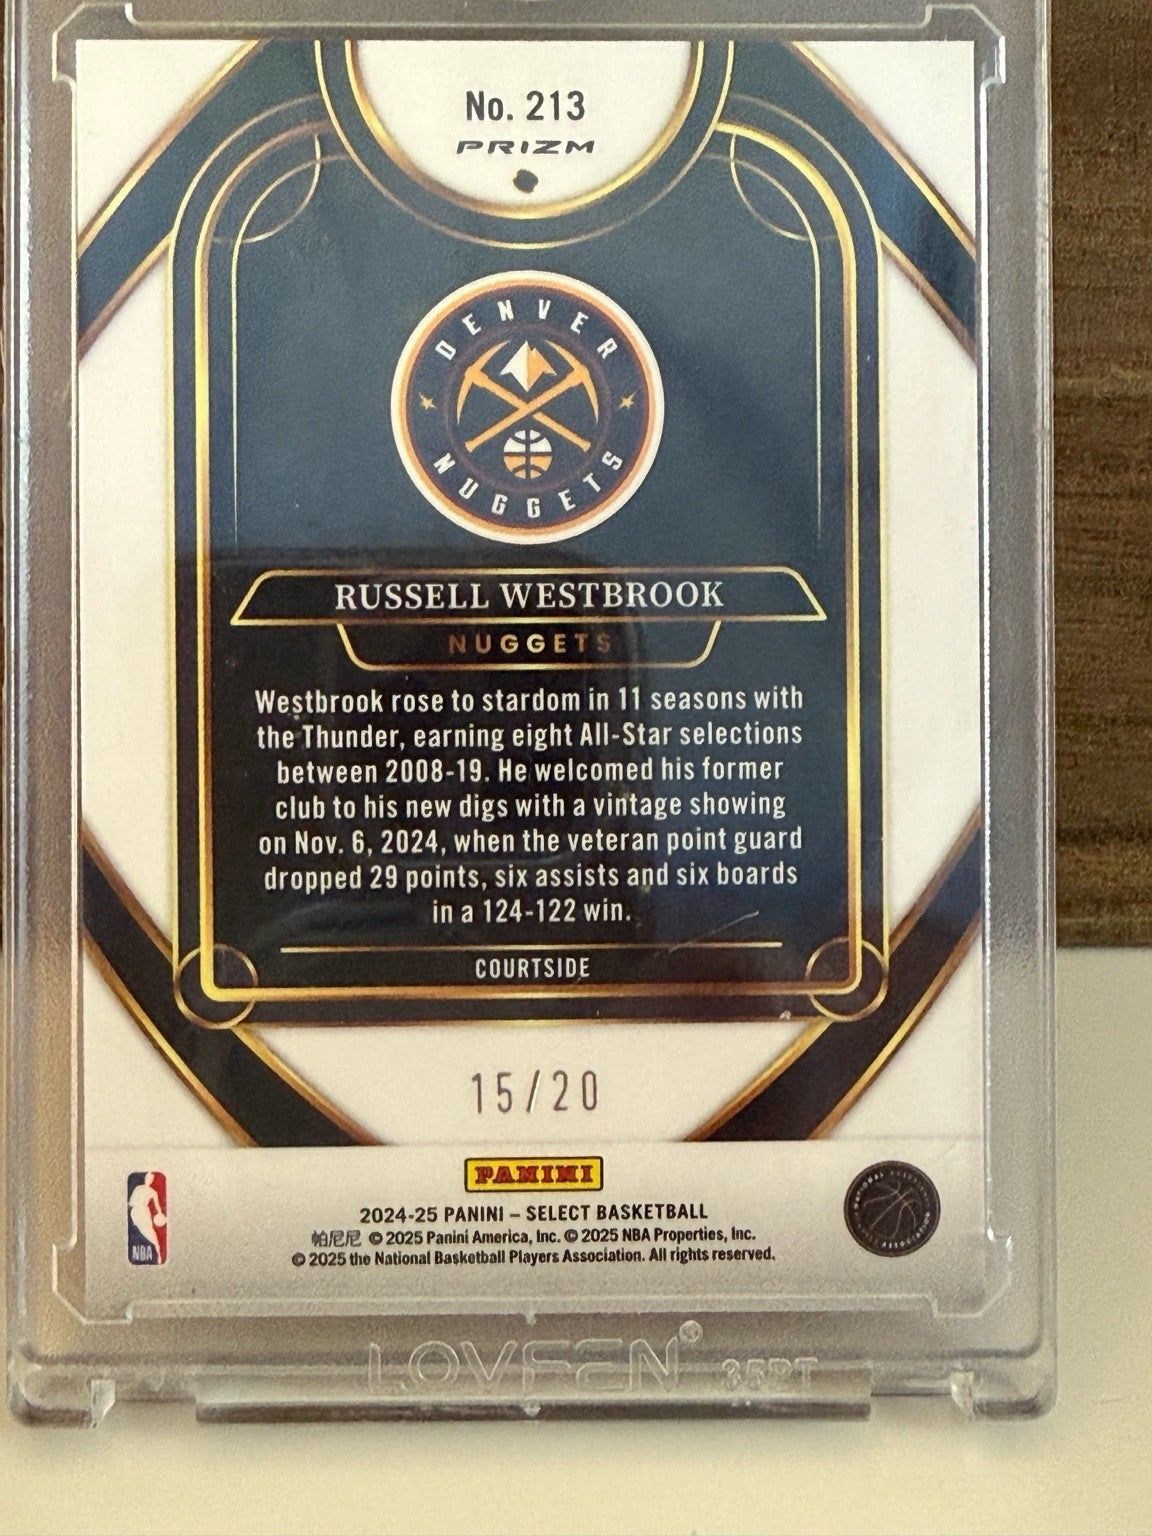 No. 213
PRIZM
DENVER
NUGGETS
RUSSELL WESTBROOK
NUGGETS
Westbrook rose to stardom in 11 seasons with
the Thunder, earning eight All-Star selections
between 2008-19. He welcomed his former
club to his new digs with a vintage showing
on Nov. 6, 2024, when the veteran point guard
dropped 29 points, six assists and six boards
in a 124-122 win.
COURTSIDE
15/20
PANINI
NBA
2024-25 PANINI – SELECT BASKETBALL
帕尼尼 © 2025 Panini America, Inc. © 2025 NBA Properties, Inc.
© 2025 the National Basketball Players Association. All rights reserved.
LOVSEN® 35PT